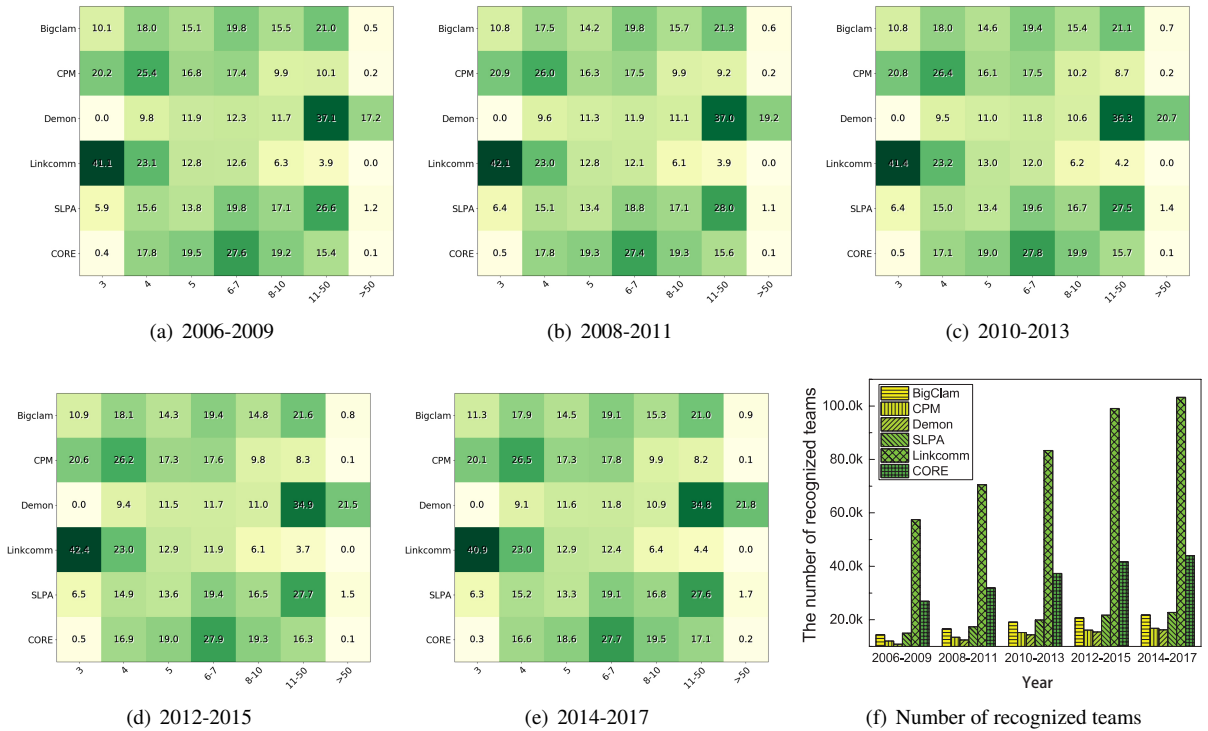 Bigclam 10.1 18.0 15.1 19.8 15.5 21.0 0.5
CPM 20.2 25.4 16.8 17.4 9.9 10.1 0.2
Demon 0.0 9.8 11.9 12.3 11.7 37.1 17.2
Linkcomm 41.1 23.1 12.8 12.6 6.3 3.9 0.0
SLPA 5.9 15.6 13.8 19.8 17.1 26.6 1.2
CORE 0.4 17.8 19.5 27.6 19.2 15.4 0.1
3 4 5 6-7 8-10 11-50 >50
(a) 2006-2009
Bigclam 10.8 17.5 14.2 19.8 15.7 21.3 0.6
CPM 20.9 26.0 16.3 17.5 9.9 9.2 0.2
Demon 0.0 9.6 11.3 11.9 11.1 37.0 19.2
Linkcomm 42.1 23.0 12.8 12.1 6.1 3.9 0.0
SLPA 6.4 15.1 13.4 18.8 17.1 28.0 1.1
CORE 0.5 17.8 19.3 27.4 19.3 15.6 0.1
3 4 5 6-7 8-10 11-50 >50
(b) 2008-2011
Bigclam 10.8 18.0 14.6 19.4 15.4 21.1 0.7
CPM 20.8 26.4 16.1 17.5 10.2 8.7 0.2
Demon 0.0 9.5 11.0 11.8 10.6 36.3 20.7
Linkcomm 41.4 23.2 13.0 12.0 6.2 4.2 0.0
SLPA 6.4 15.0 13.4 19.6 16.7 27.5 1.4
CORE 0.5 17.1 19.0 27.8 19.9 15.7 0.1
3 4 5 6-7 8-10 11-50 >50
(c) 2010-2013
Bigclam 10.9 18.1 14.3 19.4 14.8 21.6 0.8
CPM 20.6 26.2 17.3 17.6 9.8 8.3 0.1
Demon 0.0 9.4 11.5 11.7 11.0 34.9 21.5
Linkcomm 42.4 23.0 12.9 11.9 6.1 3.7 0.0
SLPA 6.5 14.9 13.6 19.4 16.5 27.7 1.5
CORE 0.5 16.9 19.0 27.9 19.3 16.3 0.1
3 4 5 6-7 8-10 11-50 >50
(d) 2012-2015
Bigclam 11.3 17.9 14.5 19.1 15.3 21.0 0.9
CPM 20.1 26.5 17.3 17.8 9.9 8.2 0.1
Demon 0.0 9.1 11.6 11.8 10.9 34.8 21.8
Linkcomm 40.9 23.0 12.9 12.4 6.4 4.4 0.0
SLPA 6.3 15.2 13.3 19.1 16.8 27.6 1.7
CORE 0.3 16.6 18.6 27.7 19.5 17.1 0.2
3 4 5 6-7 8-10 11-50 >50
(e) 2014-2017
The number of recognized teams
100.0k
80.0k
60.0k
40.0k
20.0k
BigClam
CPM
Demon
SLPA
Linkcomm
CORE
2006-2009 2008-2011 2010-2013 2012-2015 2014-2017
Year
(f) Number of recognized teams